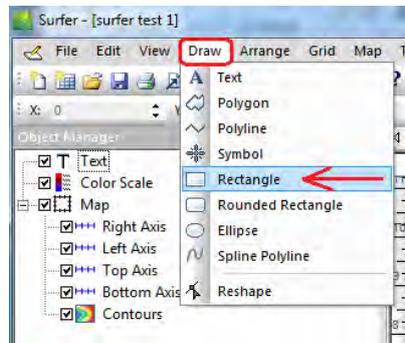 Surfer - [surfer test 1]
File Edit View Draw Arrange Grid Map
A Text
Polygon
Polyline
Symbol
Rectangle
Rounded Rectangle
Ellipse
Spline Polyline
Reshape
X: 0
Object Manager
T Text
Color Scale
Map
Right Axis
Left Axis
Top Axis
Bottom Axis
Contours